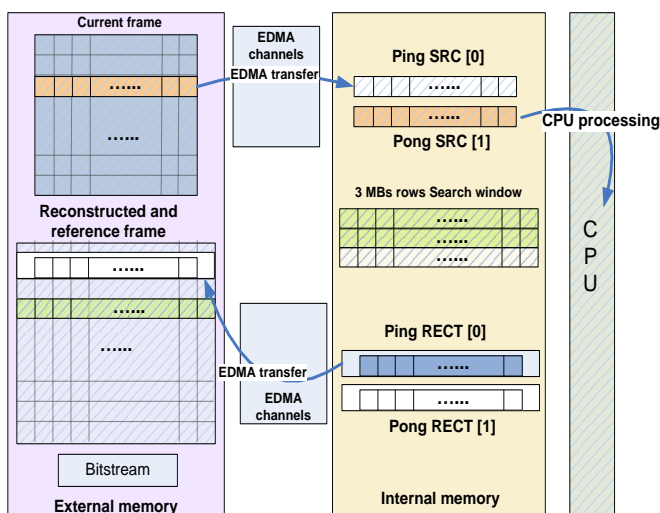 Current frame
......
......
Reconstructed and
reference frame
......
......
......
Bitstream
External memory
EDMA
channels
EDMA transfer
EDMA transfer
EDMA
channels
Ping SRC [0]
......
......
Pong SRC [1]
3 MBs rows Search window
......
......
......
Ping RECT [0]
......
......
Pong RECT [1]
Internal memory
CPU processing
C
P
U